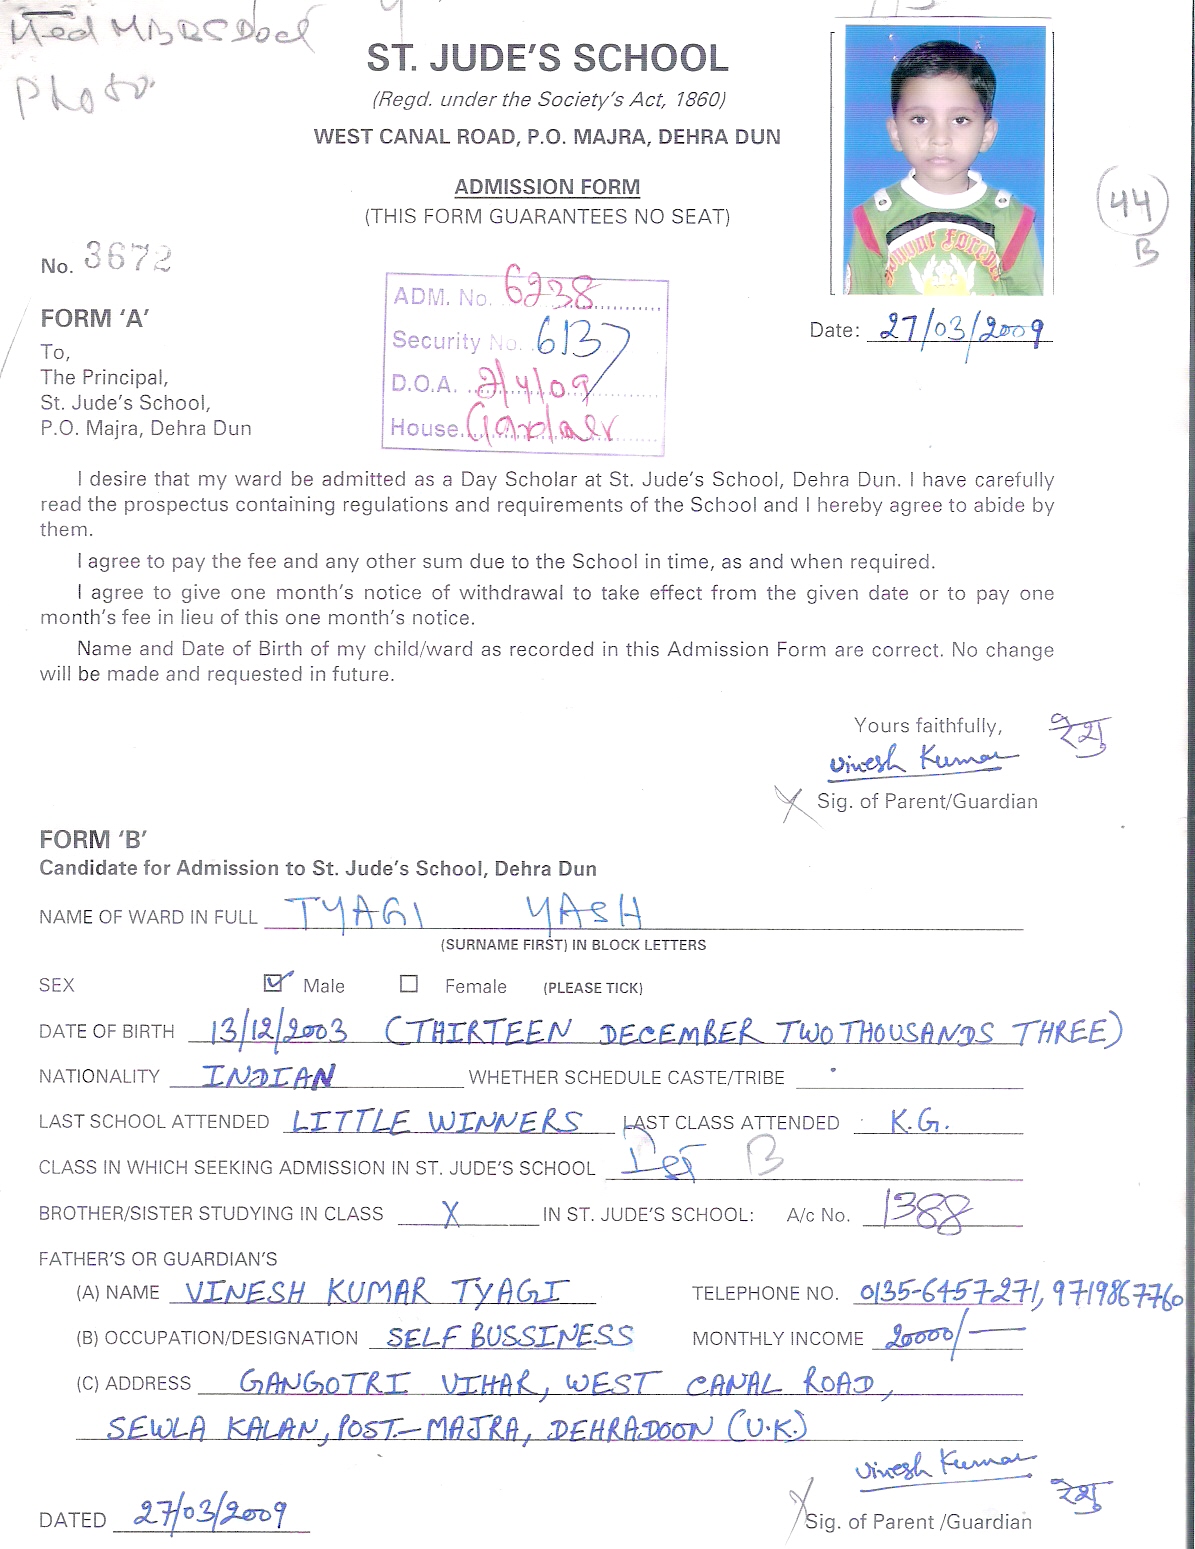 Med MBBS Docf
Photo
ST. JUDE'S SCHOOL
(Regd. under the Society's Act, 1860)
WEST CANAL ROAD, P.O. MAJRA, DEHRA DUN
ADMISSION FORM
(THIS FORM GUARANTEES NO SEAT)
44
B
No. 3672
ADM. No. 6238
Security No. 6137
D.O.A. 2/4/09
House
FORM 'A'
Date: 27/03/2009
To,
The Principal,
St. Jude's School,
P.O. Majra, Dehra Dun
I desire that my ward be admitted as a Day Scholar at St. Jude's School, Dehra Dun. I have carefully
read the prospectus containing regulations and requirements of the School and I hereby agree to abide by
them.
I agree to pay the fee and any other sum due to the School in time, as and when required.
I agree to give one month's notice of withdrawal to take effect from the given date or to pay one
month's fee in lieu of this one month's notice.
Name and Date of Birth of my child/ward as recorded in this Admission Form are correct. No change
will be made and requested in future.
Yours faithfully,
Vinesh Kumar
Sig. of Parent/Guardian
FORM 'B'
Candidate for Admission to St. Jude's School, Dehra Dun
NAME OF WARD IN FULL TYAGI YASH
(SURNAME FIRST) IN BLOCK LETTERS
SEX Male Female (PLEASE TICK)
DATE OF BIRTH 13/12/2003 (THIRTEEN DECEMBER TWO THOUSANDS THREE)
NATIONALITY INDIAN WHETHER SCHEDULE CASTE/TRIBE
LAST SCHOOL ATTENDED LITTLE WINNERS LAST CLASS ATTENDED K.G.
CLASS IN WHICH SEEKING ADMISSION IN ST. JUDE'S SCHOOL Ist B
BROTHER/SISTER STUDYING IN CLASS X IN ST. JUDE'S SCHOOL: A/c No. 1388
FATHER'S OR GUARDIAN'S
(A) NAME VINESH KUMAR TYAGI TELEPHONE NO. 0135-6457271, 9719867760
(B) OCCUPATION/DESIGNATION SELF BUSSINESS MONTHLY INCOME 20000/—
(C) ADDRESS GANGOTRI VIHAR, WEST CANAL ROAD,
SEWLA KALAN, POST-MAJRA, DEHRADOON (U.K.)
Vinesh Kumar
DATED 27/03/2009
Sig. of Parent /Guardian